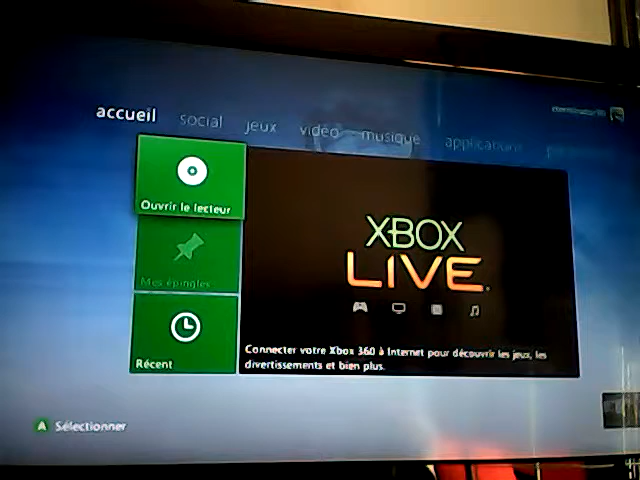 accueil social jeux vidéo musique applications
Ouvrir le lecteur
Mes épingles
Récent
XBOX
LIVE
Connecter votre Xbox 360 à Internet pour découvrir les jeux, les
divertissements et bien plus.
A Sélectionner